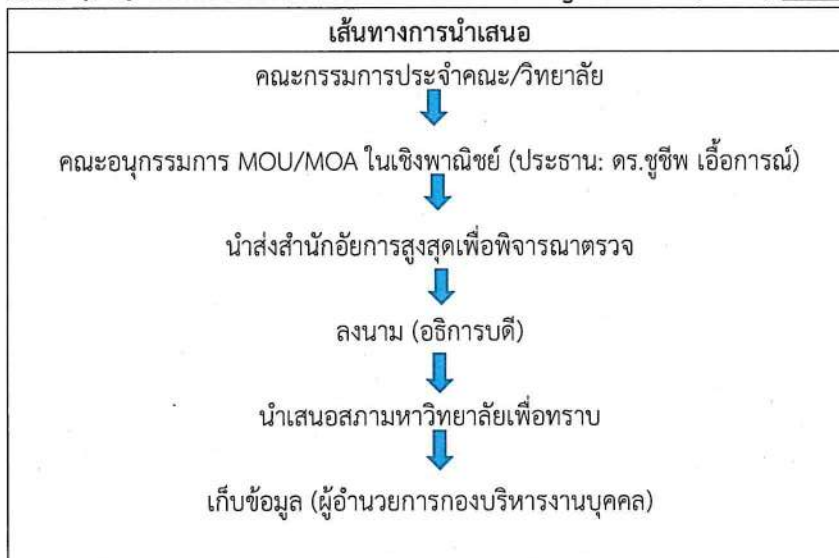 เส้นทางการนำเสนอ
คณะกรรมการประจำคณะ/วิทยาลัย
คณะอนุกรรมการ MOU/MOA ในเชิงพาณิชย์ (ประธาน: ดร.ชูชีพ เอื้อการณ์)
นำส่งสำนักอัยการสูงสุดเพื่อพิจารณาตรวจ
ลงนาม (อธิการบดี)
นำเสนอสภามหาวิทยาลัยเพื่อทราบ
เก็บข้อมูล (ผู้อำนวยการกองบริหารงานบุคคล)